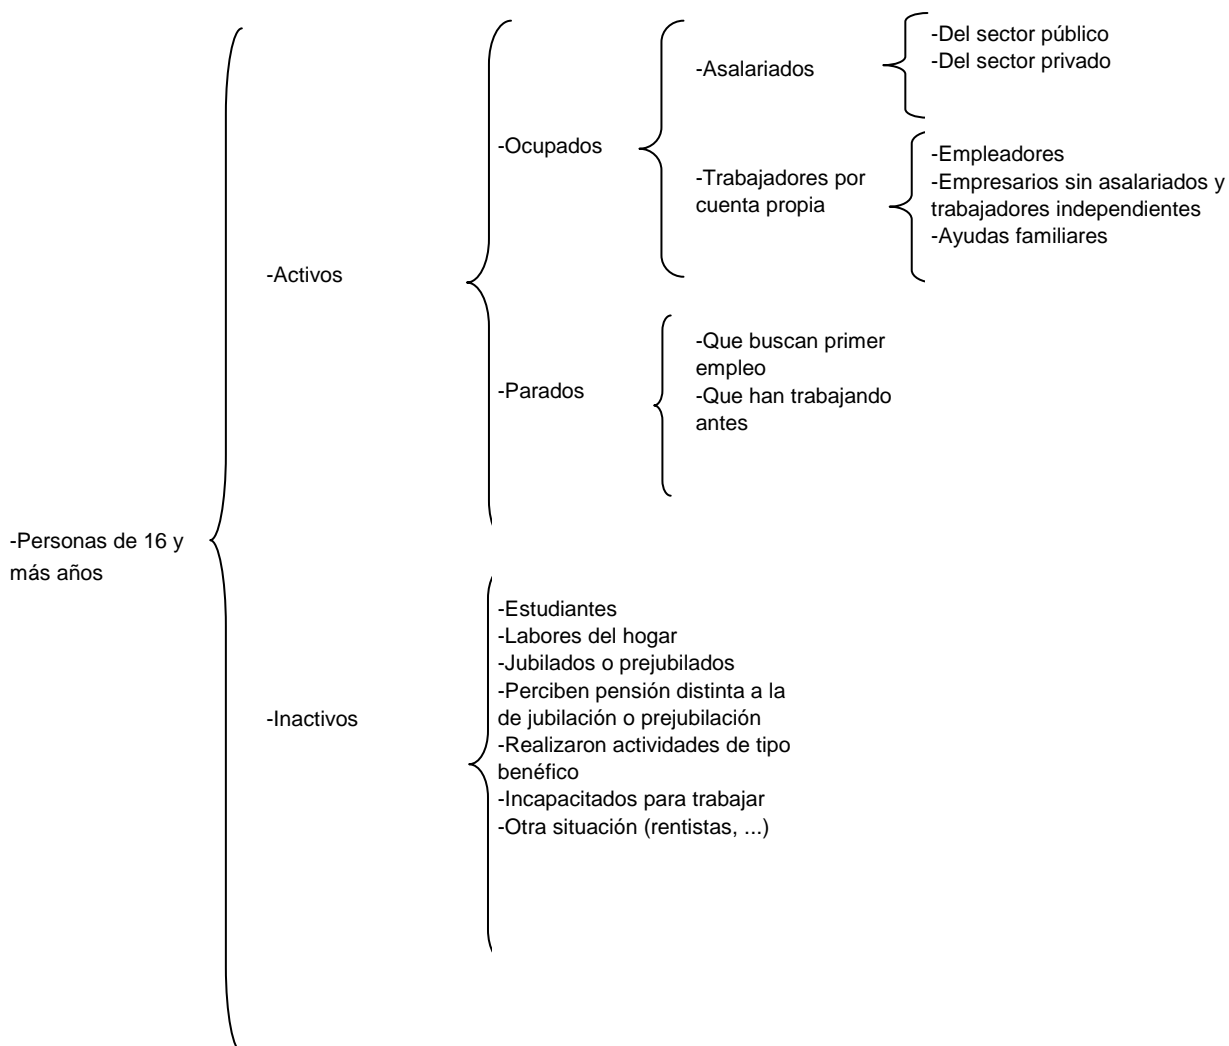 -Personas de 16 y
más años
-Activos
-Ocupados
-Asalariados
-Del sector público
-Del sector privado
-Trabajadores por
cuenta propia
-Empleadores
-Empresarios sin asalariados y
trabajadores independientes
-Ayudas familiares
-Parados
-Que buscan primer
empleo
-Que han trabajando
antes
-Inactivos
-Estudiantes
-Labores del hogar
-Jubilados o prejubilados
-Perciben pensión distinta a la
de jubilación o prejubilación
-Realizaron actividades de tipo
benéfico
-Incapacitados para trabajar
-Otra situación (rentistas, ...)